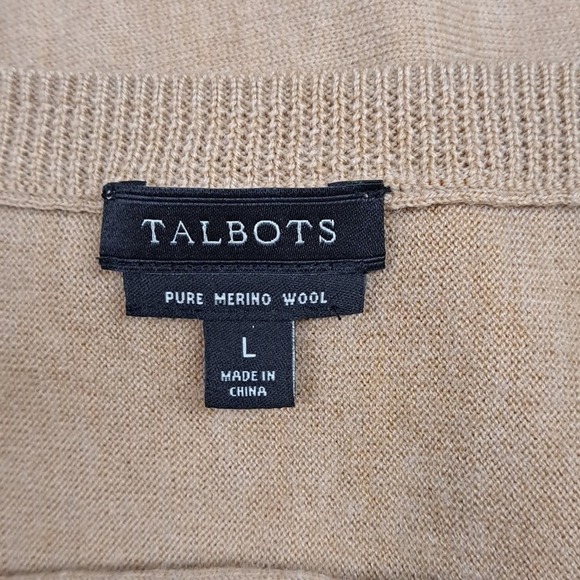 TALBOTS
PURE MERINO WOOL
L
MADE IN
CHINA